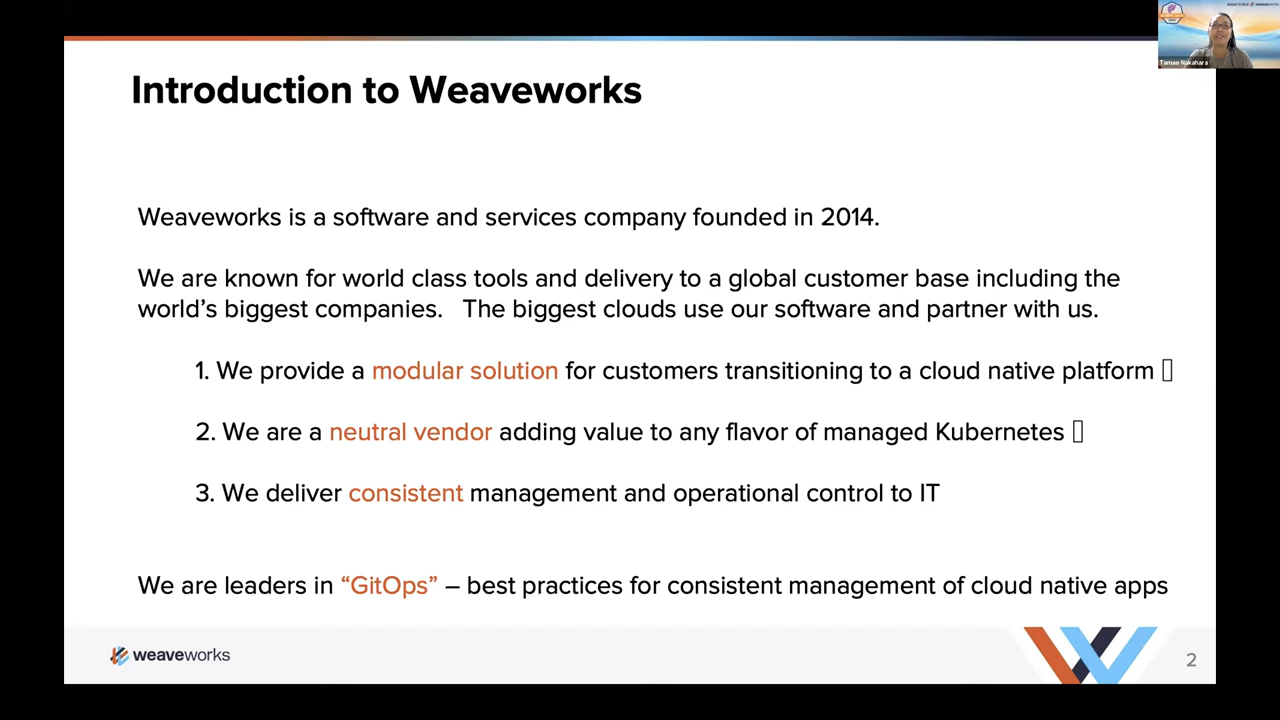 Introduction to Weaveworks
Weaveworks is a software and services company founded in 2014.
We are known for world class tools and delivery to a global customer base including the
world’s biggest companies. The biggest clouds use our software and partner with us.
1. We provide a modular solution for customers transitioning to a cloud native platform
2. We are a neutral vendor adding value to any flavor of managed Kubernetes
3. We deliver consistent management and operational control to IT
We are leaders in “GitOps” – best practices for consistent management of cloud native apps
weaveworks
2
weaveworks
Tamao Nakahara